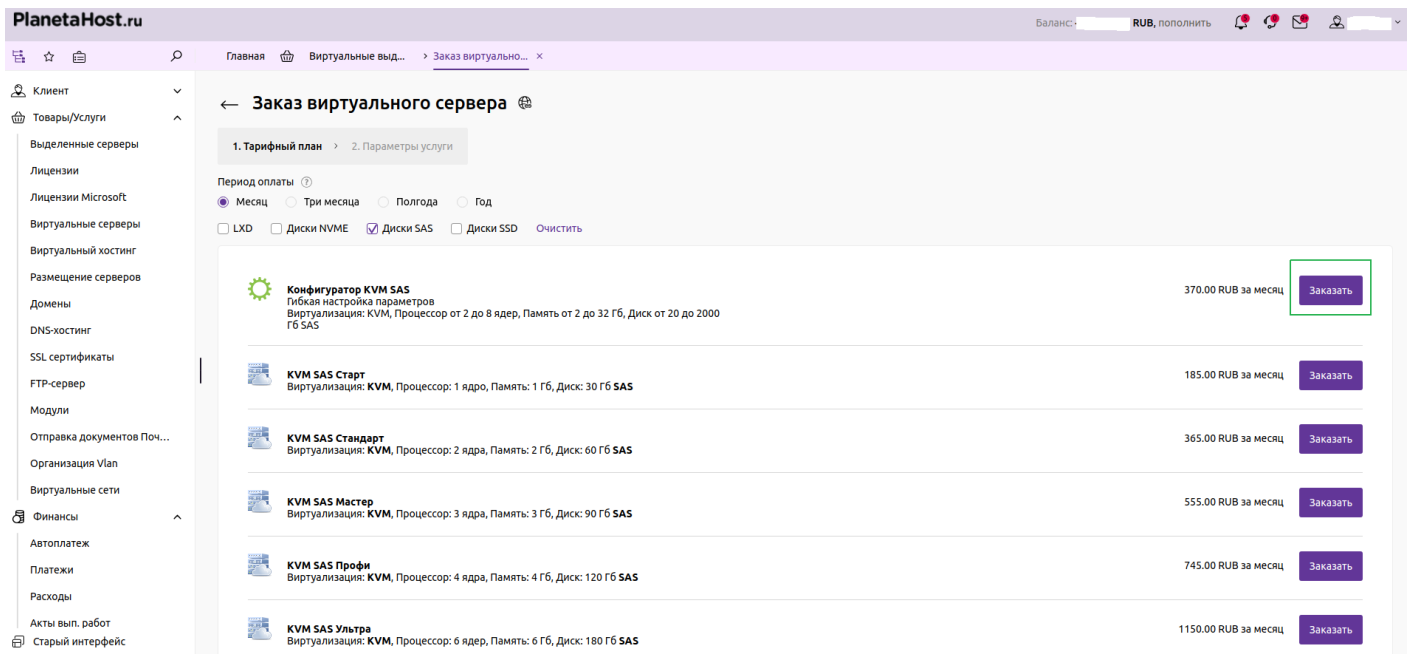 PlanetaHost.ru
Баланс: - RUB, пополнить
Главная Виртуальные выд... > Заказ виртуально... ×
Клиент
Товары/Услуги
Выделенные серверы
Лицензии
Лицензии Microsoft
Виртуальные серверы
Виртуальный хостинг
Размещение серверов
Домены
DNS-хостинг
SSL сертификаты
FTP-сервер
Модули
Отправка документов Поч...
Организация Vlan
Виртуальные сети
Финансы
Автоплатеж
Платежи
Расходы
Акты вып. работ
Старый интерфейс
← Заказ виртуального сервера
1. Тарифный план > 2. Параметры услуги
Период оплаты ?
Месяц Три месяца Полгода Год
LXD Диски NVME Диски SAS Диски SSD Очистить
Конфигуратор KVM SAS
Гибкая настройка параметров
Виртуализация: KVM, Процессор от 2 до 8 ядер, Память от 2 до 32 Гб, Диск от 20 до 2000
Гб SAS
370.00 RUB за месяц Заказать
KVM SAS Старт
Виртуализация: KVM, Процессор: 1 ядро, Память: 1 Гб, Диск: 30 Гб SAS
185.00 RUB за месяц Заказать
KVM SAS Стандарт
Виртуализация: KVM, Процессор: 2 ядра, Память: 2 Гб, Диск: 60 Гб SAS
365.00 RUB за месяц Заказать
KVM SAS Мастер
Виртуализация: KVM, Процессор: 3 ядра, Память: 3 Гб, Диск: 90 Гб SAS
555.00 RUB за месяц Заказать
KVM SAS Профи
Виртуализация: KVM, Процессор: 4 ядра, Память: 4 Гб, Диск: 120 Гб SAS
745.00 RUB за месяц Заказать
KVM SAS Ультра
Виртуализация: KVM, Процессор: 6 ядер, Память: 6 Гб, Диск: 180 Гб SAS
1150.00 RUB за месяц Заказать